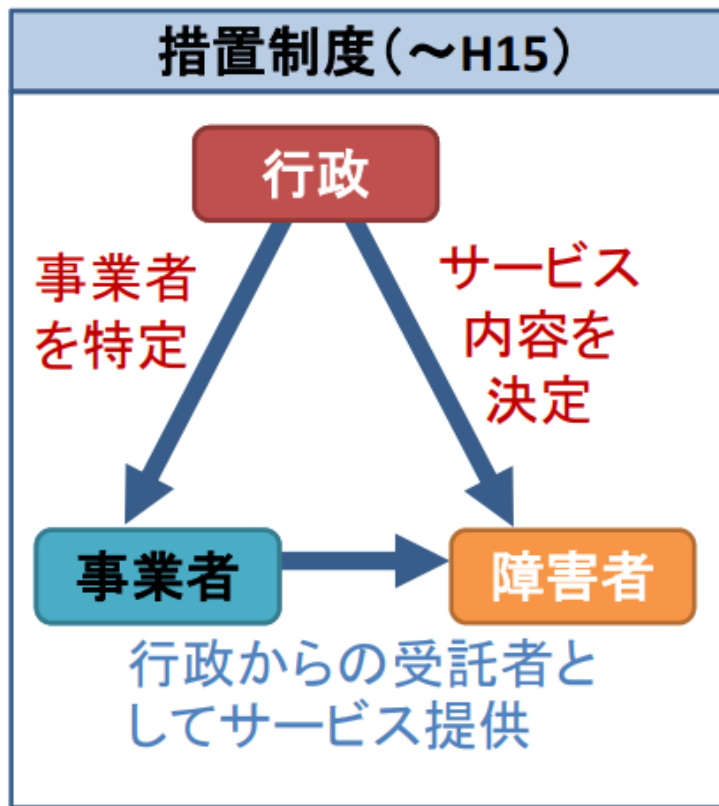 措置制度(～H15)
行政
事業者
を特定
サービス
内容を
決定
事業者
障害者
行政からの受託者と
してサービス提供